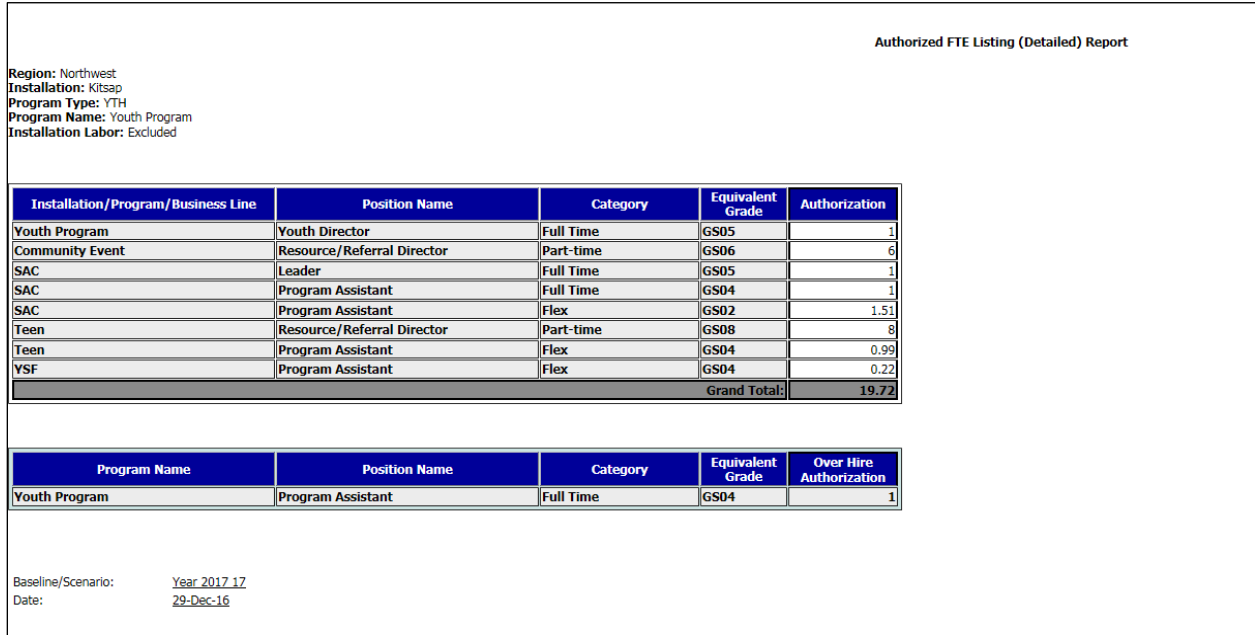 Authorized FTE Listing (Detailed) Report
Region: Northwest
Installation: Kitsap
Program Type: YTH
Program Name: Youth Program
Installation Labor: Excluded
Installation/Program/Business Line Position Name Category Equivalent Grade Authorization
Youth Program Youth Director Full Time GS05 1
Community Event Resource/Referral Director Part-time GS06 6
SAC Leader Full Time GS05 1
SAC Program Assistant Full Time GS04 1
SAC Program Assistant Flex GS02 1.51
Teen Resource/Referral Director Part-time GS08 8
Teen Program Assistant Flex GS04 0.99
YSF Program Assistant Flex GS04 0.22
Grand Total: 19.72
Program Name Position Name Category Equivalent Grade Over Hire Authorization
Youth Program Program Assistant Full Time GS04 1
Baseline/Scenario: Year 2017 17
Date: 29-Dec-16